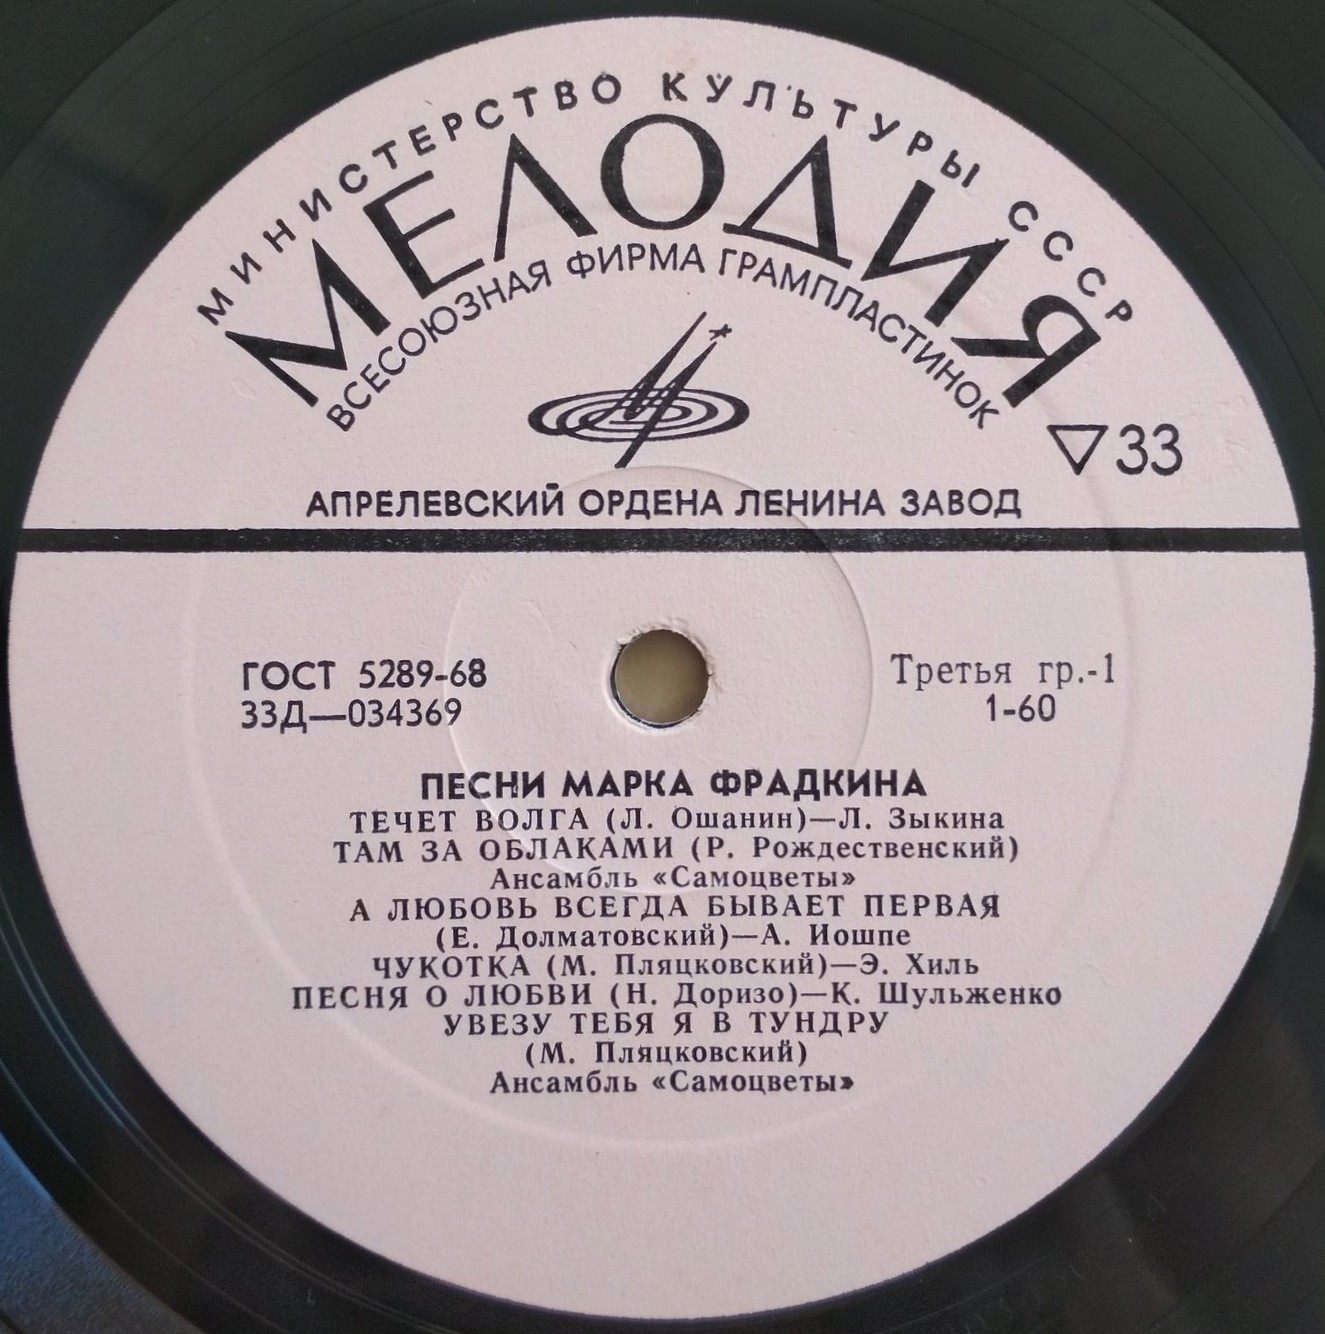 МИНИСТЕРСТВО КУЛЬТУРЫ СССР
МЕЛОДИЯ
ВСЕСОЮЗНАЯ ФИРМА ГРАМПЛАСТИНОК
33
АПРЕЛЕВСКИЙ ОРДЕНА ЛЕНИНА ЗАВОД
ГОСТ 5289-68
33Д—034369
Третья гр.-1
1-60
ПЕСНИ МАРКА ФРАДКИНА
ТЕЧЕТ ВОЛГА (Л. Ошанин)—Л. Зыкина
ТАМ ЗА ОБЛАКАМИ (Р. Рождественский)
Ансамбль «Самоцветы»
А ЛЮБОВЬ ВСЕГДА БЫВАЕТ ПЕРВАЯ
(Е. Долматовский)—А. Иошпе
ЧУКОТКА (М. Пляцковский)—Э. Хиль
ПЕСНЯ О ЛЮБВИ (Н. Доризо)—К. Шульженко
УВЕЗУ ТЕБЯ Я В ТУНДРУ
(М. Пляцковский)
Ансамбль «Самоцветы»